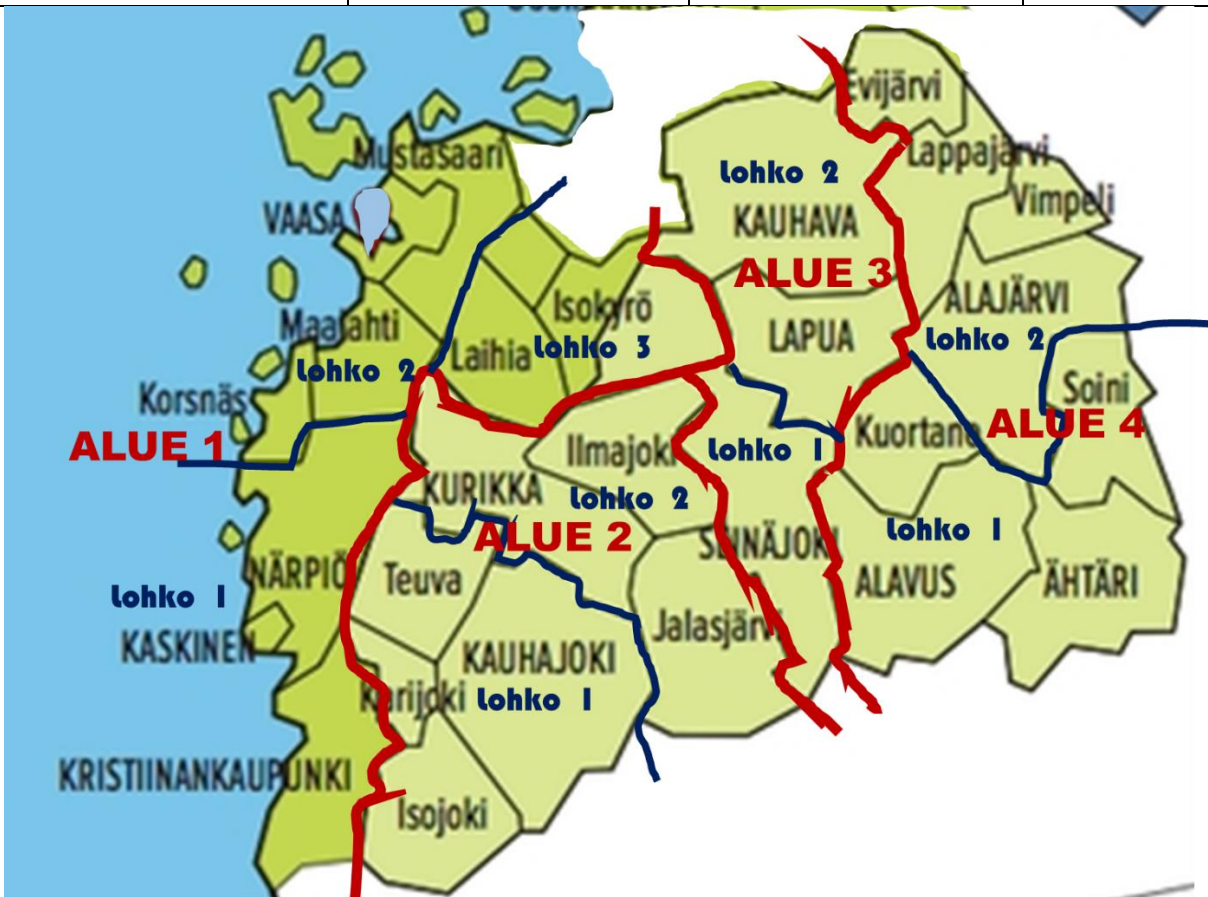 Evijärvi
Mustasaari
Lappajärvi
Lohko 2
Vimpeli
VAASA
KAUHAVA
ALUE 3
ALAJÄRVI
Isokyrö
Maalahti
LAPUA
Lohko 2
Laihia
Lohko 3
Lohko 2
Korsnäs
Soini
ALUE 1
Kuortane
ALUE 4
Ilmajoki
Lohko 1
KURIKKA
Lohko 2
Lohko 1
ALUE 2
SEINÄJOKI
NÄRPIÖ
Teuva
ALAVUS
ÄHTÄRI
Lohko 1
Jalasjärvi
KASKINEN
KAUHAJOKI
Karijoki
Lohko 1
KRISTIINANKAUPUNKI
Isojoki